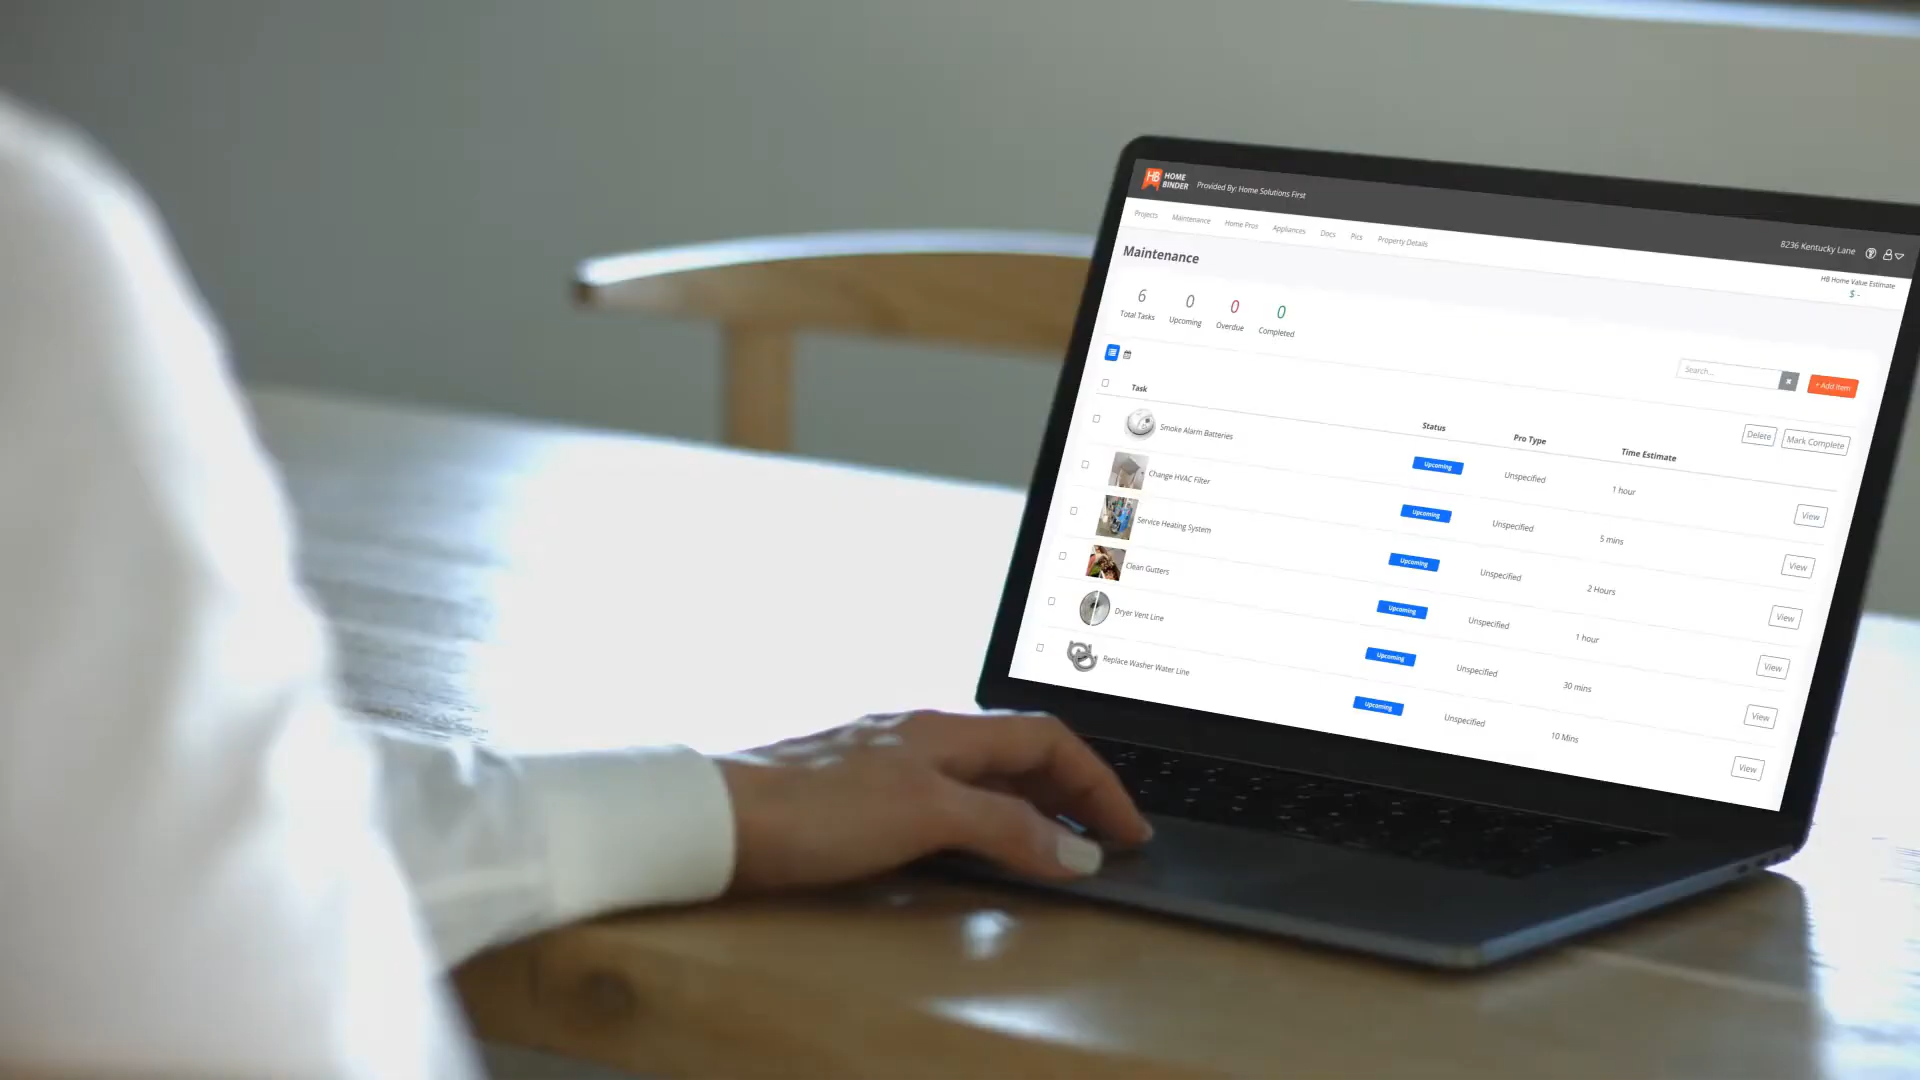 HB HOME BINDER Provided By: Home Solutions First
8236 Kentucky Lane
Projects Maintenance Home Pros Appliances Docs Pics Property Details
HB Home Value Estimate
$ -
Maintenance
6 0 0 0
Total Tasks Upcoming Overdue Completed
Search... x + Add Item
Delete Mark Complete
Task Status Pro Type Time Estimate
Smoke Alarm Batteries Upcoming Unspecified 1 hour View
Change HVAC Filter Upcoming Unspecified 5 mins View
Service Heating System Upcoming Unspecified 2 Hours View
Clean Gutters Upcoming Unspecified 1 hour View
Dryer Vent Line Upcoming Unspecified 30 mins View
Replace Washer Water Line Upcoming Unspecified 10 Mins View